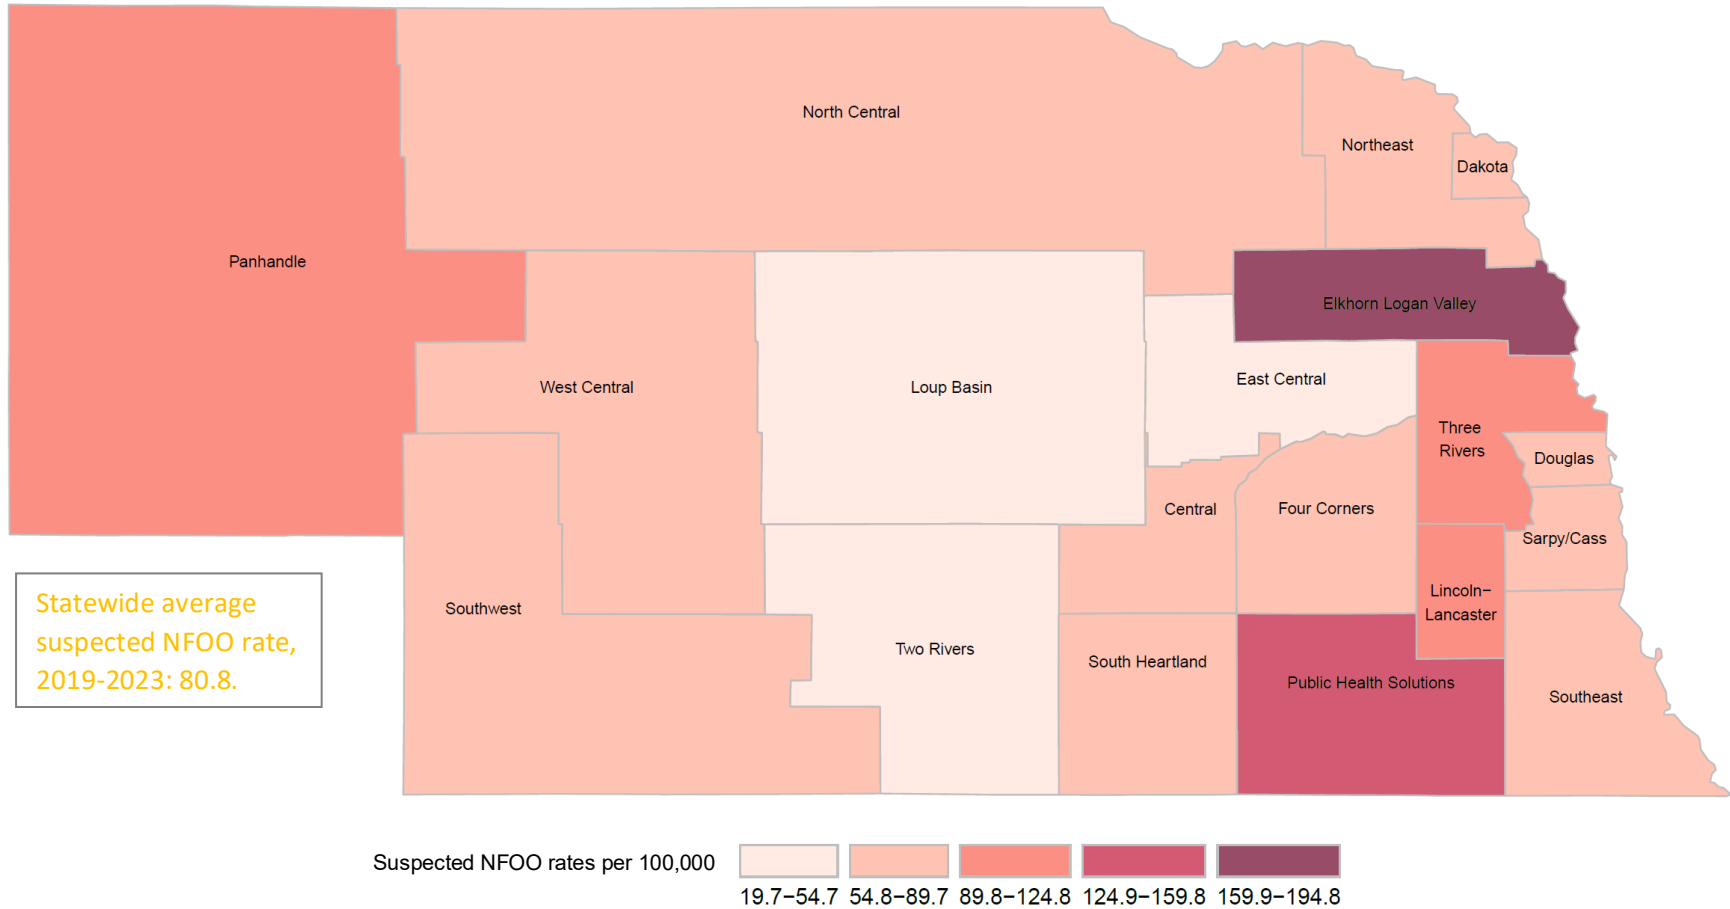 North Central
Northeast
Dakota
Panhandle
Elkhorn Logan Valley
West Central
Loup Basin
East Central
Three
Rivers
Douglas
Central
Four Corners
Sarpy/Cass
Lincoln−
Lancaster
Southwest
Two Rivers
South Heartland
Public Health Solutions
Southeast
Statewide average
suspected NFOO rate,
2019-2023: 80.8.
Suspected NFOO rates per 100,000
19.7−54.7 54.8−89.7 89.8−124.8 124.9−159.8 159.9−194.8